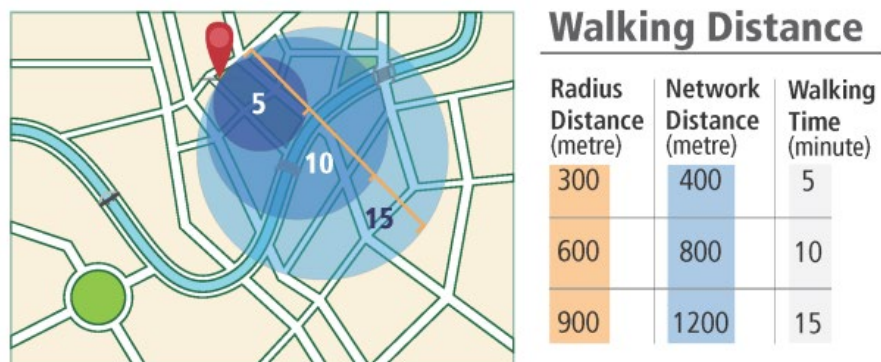 5
10
15
Walking Distance
Radius Distance (metre)
Network Distance (metre)
Walking Time (minute)
300 400 5
600 800 10
900 1200 15